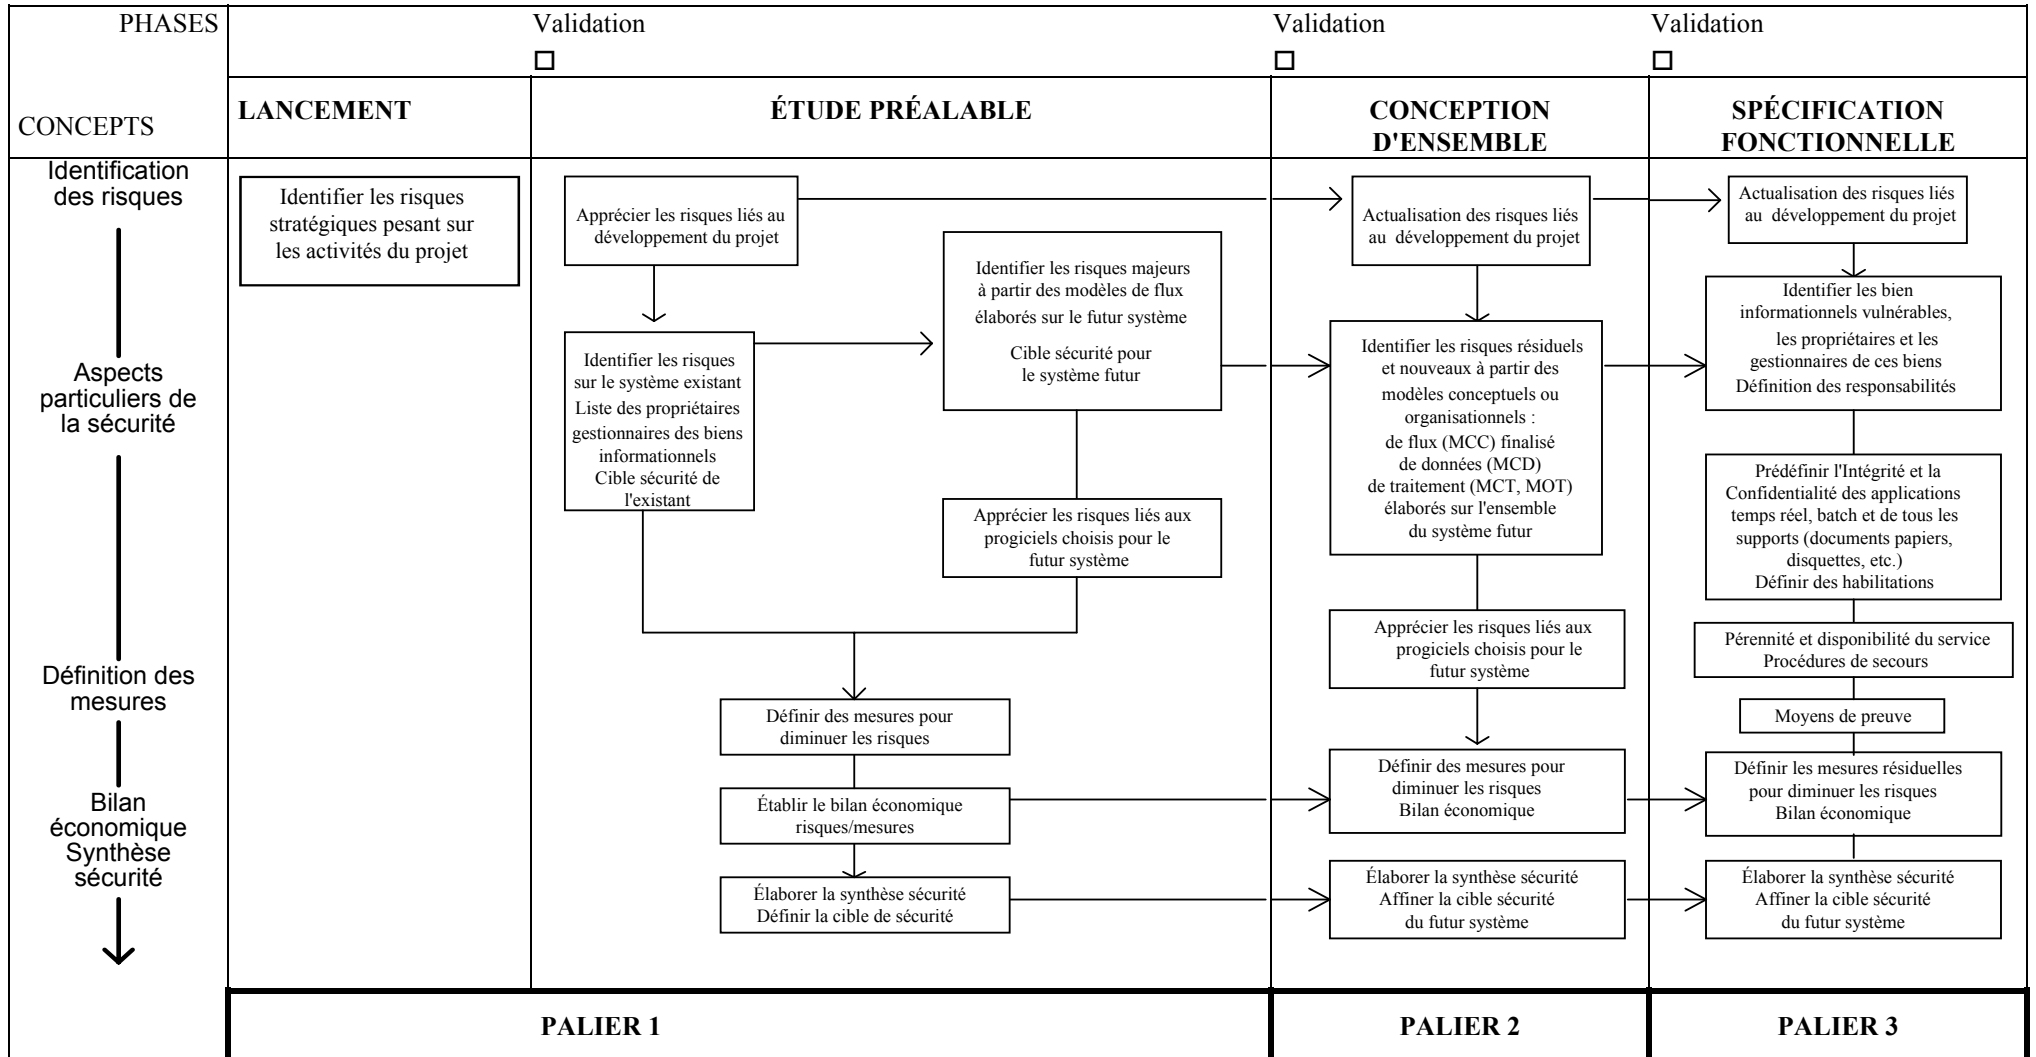 PHASES
Validation
Validation
Validation
CONCEPTS
LANCEMENT
ÉTUDE PRÉALABLE
CONCEPTION
D'ENSEMBLE
SPÉCIFICATION
FONCTIONNELLE
Identification
des risques
Aspects
particuliers de
la sécurité
Définition des
mesures
Bilan
économique
Synthèse
sécurité
Identifier les risques
stratégiques pesant sur
les activités du projet
Apprécier les risques liés au
développement du projet
Identifier les risques
sur le système existant
Liste des propriétaires
gestionnaires des biens
informationnels
Cible sécurité de
l'existant
Identifier les risques majeurs
à partir des modèles de flux
élaborés sur le futur système
Cible sécurité pour
le système futur
Apprécier les risques liés aux
progiciels choisis pour le
futur système
Définir des mesures pour
diminuer les risques
Établir le bilan économique
risques/mesures
Élaborer la synthèse sécurité
Définir la cible de sécurité
Actualisation des risques liés
au développement du projet
Identifier les risques résiduels
et nouveaux à partir des
modèles conceptuels ou
organisationnels :
de flux (MCC) finalisé
de données (MCD)
de traitement (MCT, MOT)
élaborés sur l'ensemble
du système futur
Apprécier les risques liés aux
progiciels choisis pour le
futur système
Définir des mesures pour
diminuer les risques
Bilan économique
Élaborer la synthèse sécurité
Affiner la cible sécurité
du futur système
Actualisation des risques liés
au développement du projet
Identifier les bien
informationnels vulnérables,
les propriétaires et les
gestionnaires de ces biens
Définition des responsabilités
Prédéfinir l'Intégrité et la
Confidentialité des applications
temps réel, batch et de tous les
supports (documents papiers,
disquettes, etc.)
Définir des habilitations
Pérennité et disponibilité du service
Procédures de secours
Moyens de preuve
Définir les mesures résiduelles
pour diminuer les risques
Bilan économique
Élaborer la synthèse sécurité
Affiner la cible sécurité
du futur système
PALIER 1
PALIER 2
PALIER 3